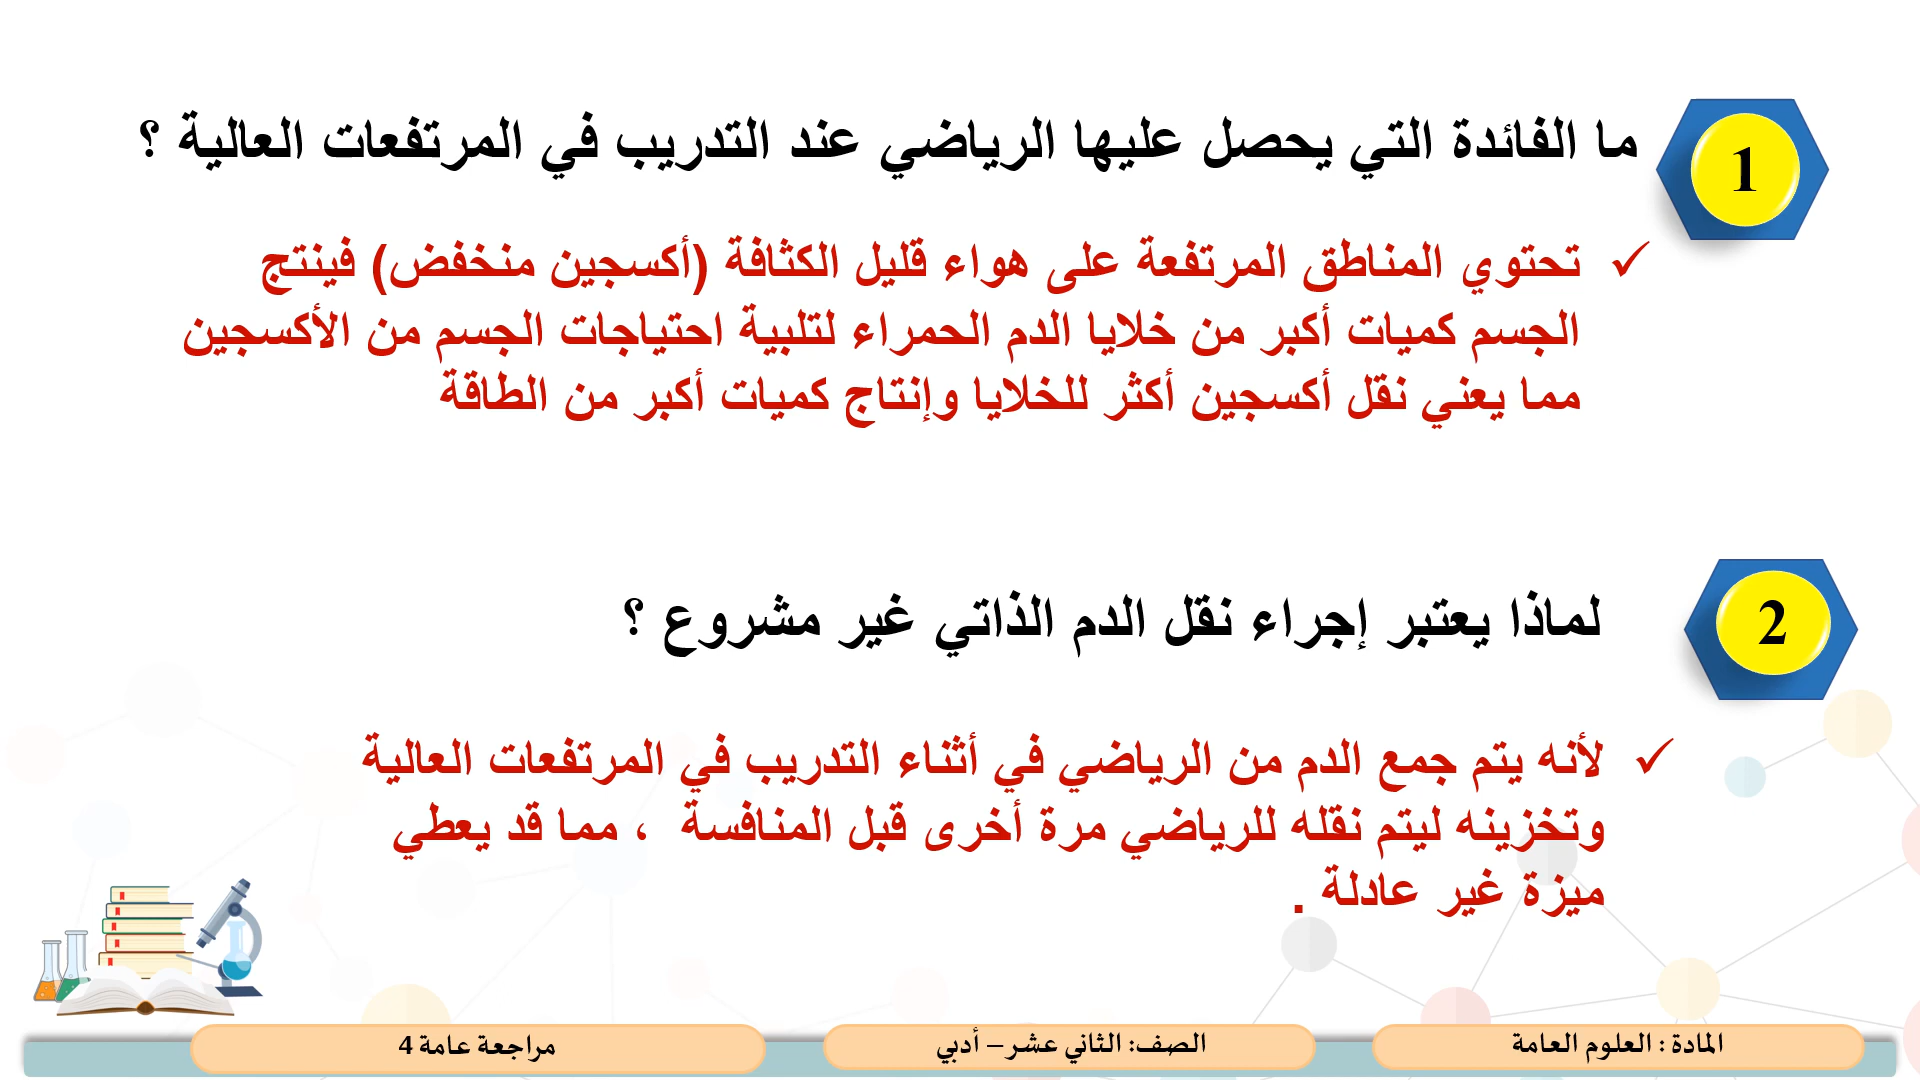 1
ما الفائدة التي يحصل عليها الرياضي عند التدريب في المرتفعات العالية ؟
✓ تحتوي المناطق المرتفعة على هواء قليل الكثافة (أكسجين منخفض) فينتج
الجسم كميات أكبر من خلايا الدم الحمراء لتلبية احتياجات الجسم من الأكسجين
مما يعني نقل أكسجين أكثر للخلايا وإنتاج كميات أكبر من الطاقة
2
لماذا يعتبر إجراء نقل الدم الذاتي غير مشروع ؟
✓ لأنه يتم جمع الدم من الرياضي في أثناء التدريب في المرتفعات العالية
وتخزينه ليتم نقله للرياضي مرة أخرى قبل المنافسة ، مما قد يعطي
ميزة غير عادلة .
المادة : العلوم العامة
الصف: الثاني عشر – أدبي
مراجعة عامة 4